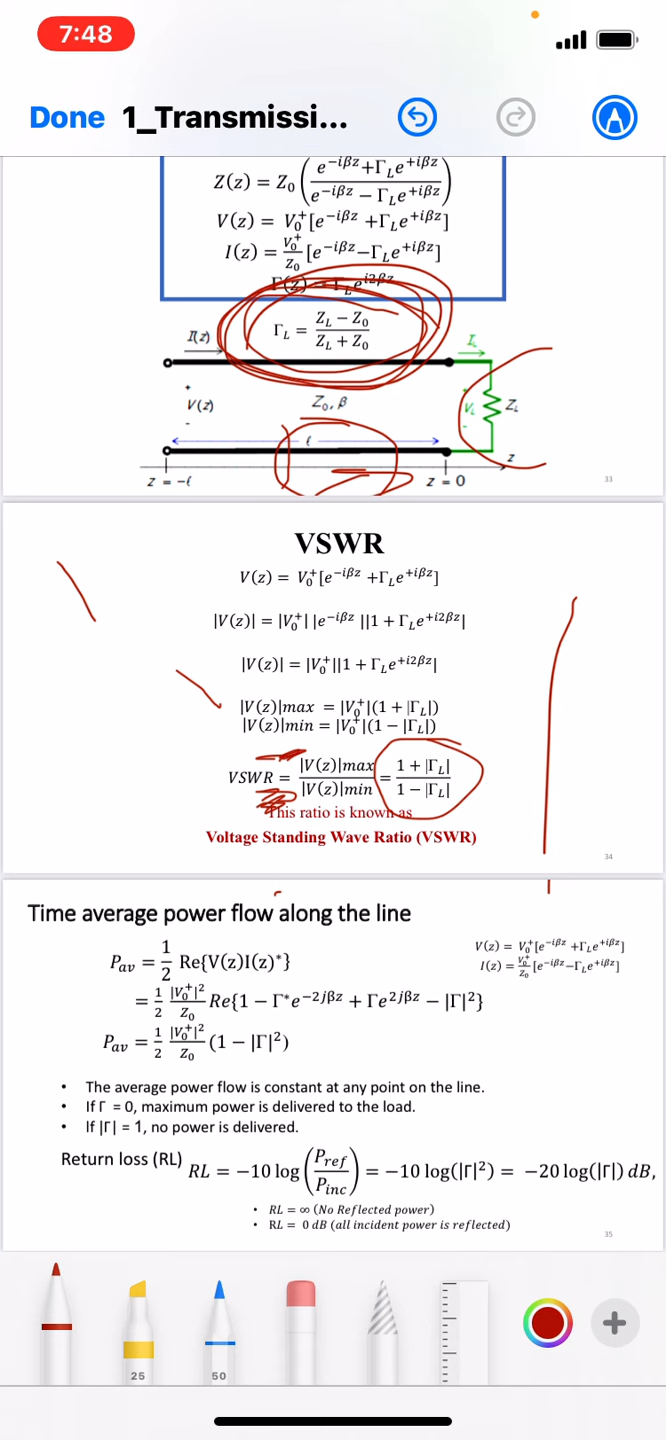 7:48
Done 1_Transmissi...
Z(z) = Z₀ ( (e^{−iβz} + Γ_L e^{+iβz}) / (e^{−iβz} − Γ_L e^{+iβz}) )
V(z) = V₀⁺[e^{−iβz} + Γ_L e^{+iβz}]
I(z) = V₀⁺/Z₀ [e^{−iβz} − Γ_L e^{+iβz}]
Γ(z) = Γ_L e^{i2βz}
Γ_L = (Z_L − Z₀) / (Z_L + Z₀)
I(z) I_L
+
V(z) Z₀, β V_L Z_L
-
ℓ
z
z = −ℓ z = 0
33
VSWR
V(z) = V₀⁺[e^{−iβz} + Γ_L e^{+iβz}]
|V(z)| = |V₀⁺| |e^{−iβz} ||1 + Γ_L e^{+i2βz}|
|V(z)| = |V₀⁺||1 + Γ_L e^{+i2βz}|
|V(z)|max = |V₀⁺|(1 + |Γ_L|)
|V(z)|min = |V₀⁺|(1 − |Γ_L|)
VSWR = |V(z)|max / |V(z)|min = (1 + |Γ_L|) / (1 − |Γ_L|)
This ratio is known as
Voltage Standing Wave Ratio (VSWR)
34
Time average power flow along the line
P_av = 1/2 Re{V(z)I(z)*}
V(z) = V₀⁺[e^{−iβz} + Γ_L e^{+iβz}]
I(z) = V₀⁺/Z₀ [e^{−iβz} − Γ_L e^{+iβz}]
= 1/2 |V₀⁺|²/Z₀ Re{1 − Γ*e^{−2jβz} + Γe^{2jβz} − |Γ|²}
P_av = 1/2 |V₀⁺|²/Z₀ (1 − |Γ|²)
• The average power flow is constant at any point on the line.
• If Γ = 0, maximum power is delivered to the load.
• If |Γ| = 1, no power is delivered.
Return loss (RL) RL = −10 log(P_ref / P_inc) = −10 log(|Γ|²) = −20 log(|Γ|) dB,
• RL = ∞ (No Reflected power)
• RL = 0 dB (all incident power is reflected)
35
25 50